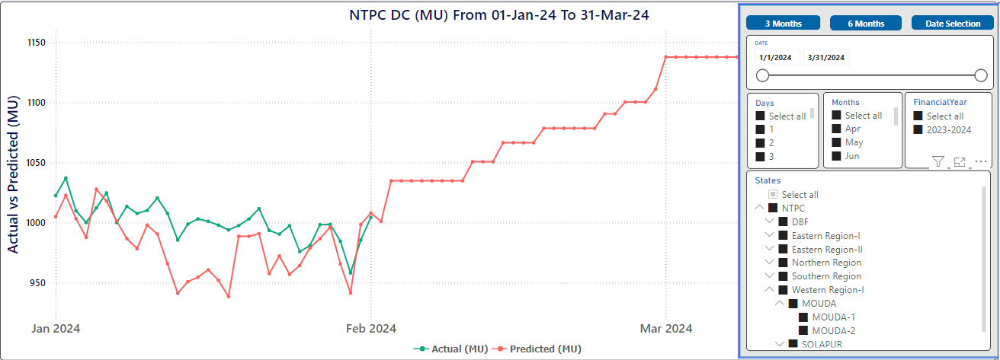 NTPC DC (MU) From 01-Jan-24 To 31-Mar-24
Actual vs Predicted (MU)
1150
1100
1050
1000
950
Jan 2024 Feb 2024 Mar 2024
Actual (MU) Predicted (MU)
3 Months 6 Months Date Selection
DATE
1/1/2024 3/31/2024
Days
Select all
1
2
3
Months
Select all
Apr
May
Jun
FinancialYear
Select all
2023-2024
States
Select all
NTPC
DBF
Eastern Region-I
Eastern Region-II
Northern Region
Southern Region
Western Region-I
MOUDA
MOUDA-1
MOUDA-2
SOLAPUR